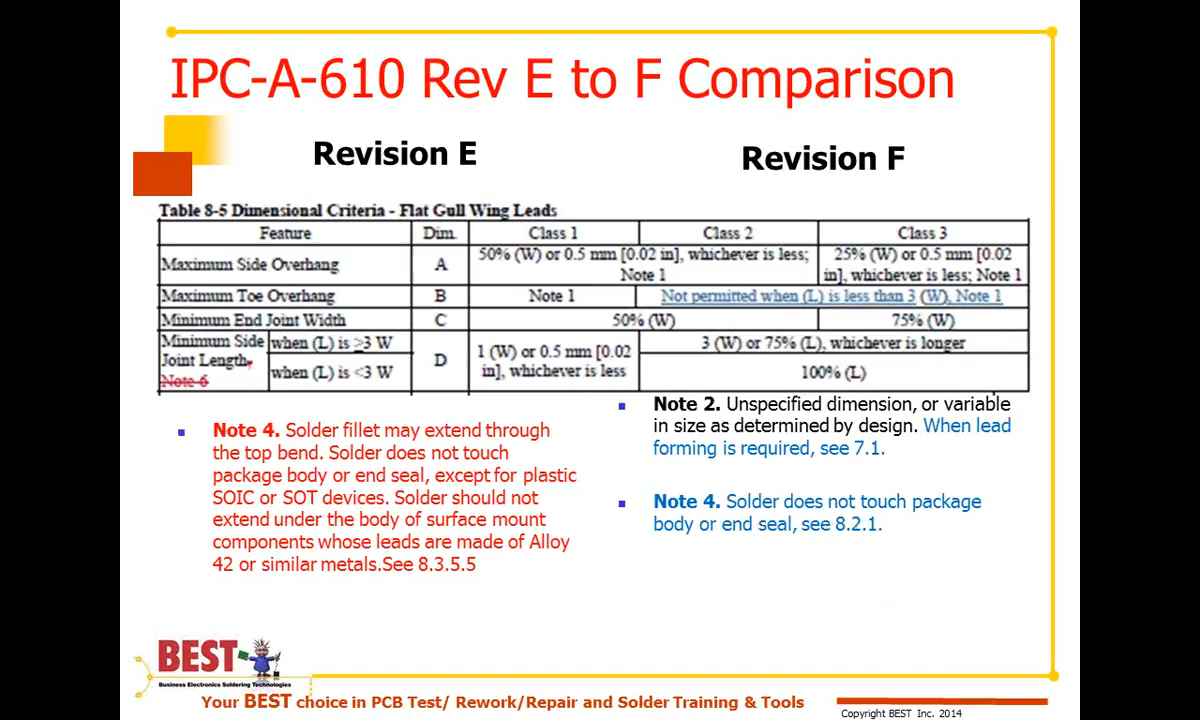 IPC-A-610 Rev E to F Comparison
Revision E
Revision F
Table 8-5 Dimensional Criteria - Flat Gull Wing Leads
Feature Dim. Class 1 Class 2 Class 3
Maximum Side Overhang A 50% (W) or 0.5 mm [0.02 in], whichever is less; Note 1 25% (W) or 0.5 mm [0.02 in], whichever is less; Note 1
Maximum Toe Overhang B Note 1 Not permitted when (L) is less than 3 (W), Note 1
Minimum End Joint Width C 50% (W) 75% (W)
Minimum Side Joint Length, Note 6 when (L) is ≥3 W D 1 (W) or 0.5 mm [0.02 in], whichever is less 3 (W) or 75% (L), whichever is longer
when (L) is <3 W 100% (L)
Note 4. Solder fillet may extend through
the top bend. Solder does not touch
package body or end seal, except for plastic
SOIC or SOT devices. Solder should not
extend under the body of surface mount
components whose leads are made of Alloy
42 or similar metals.See 8.3.5.5
Note 2. Unspecified dimension, or variable
in size as determined by design. When lead
forming is required, see 7.1.
Note 4. Solder does not touch package
body or end seal, see 8.2.1.
BEST
Business Electronics Soldering Technologies
Your BEST choice in PCB Test/ Rework/Repair and Solder Training & Tools
Copyright BEST Inc. 2014